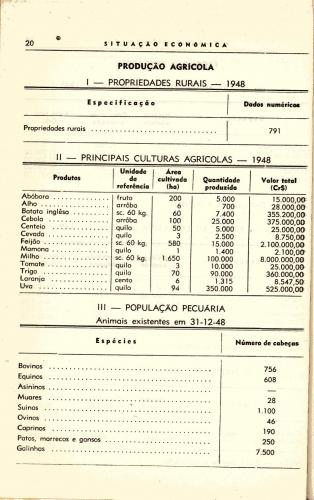 20 SITUAÇÃO ECONÔMICA
PRODUÇÃO AGRÍCOLA
I — PROPRIEDADES RURAIS — 1948
Especificação Dados numéricos
Propriedades rurais .............................. 791
II — PRINCIPAIS CULTURAS AGRÍCOLAS — 1948
Produtos Unidade de referência Área cultivada (ha) Quantidade produzida Valor total (Cr$)
Abóbora fruto 200 5.000 15.000,00
Alho arrôba 6 700 28.000,00
Batata inglêsa sc. 60 kg. 60 7.400 355.200,00
Cebola arrôba 100 25.000 375.000,00
Centeio quilo 50 5.000 25.000,00
Cevada quilo 3 2.500 8.750,00
Feijão sc. 60 kg. 580 15.000 2.100.000,00
Mamona quilo 1 1.400 2.100,00
Milho sc. 60 kg. 1.650 100.000 8.000.000,00
Tomate quilo 3 10.000 25.000,00
Trigo quilo 70 90.000 360.000,00
Laranja cento 6 1.315 8.547,50
Uva quilo 94 350.000 525.000,00
III — POPULAÇÃO PECUÁRIA
Animais existentes em 31-12-48
Espécies Número de cabeças
Bovinos .............................. 756
Equinos .............................. 608
Asininos .............................. —
Muares .............................. 28
Suinos .............................. 1.100
Ovinos .............................. 46
Caprinos .............................. 190
Patos, marrecos e gansos .............................. 250
Galinhas .............................. 7.500